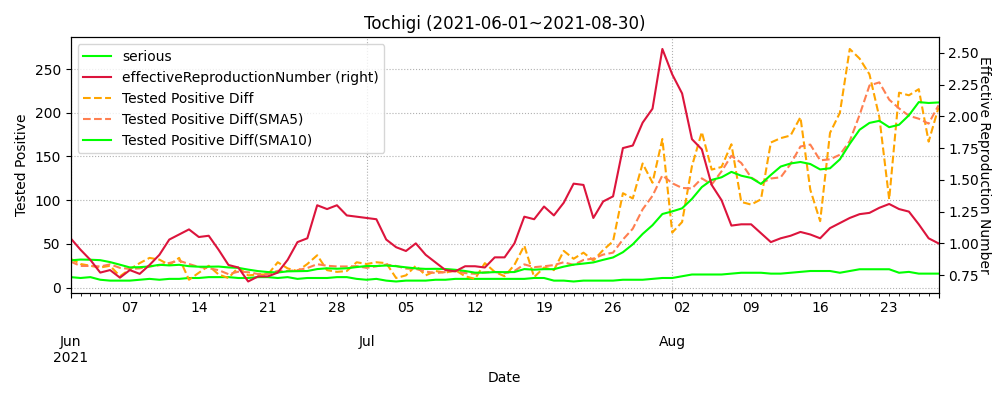 Tochigi (2021-06-01~2021-08-30)
serious
effectiveReproductionNumber (right)
Tested Positive Diff
Tested Positive Diff(SMA5)
Tested Positive Diff(SMA10)
Tested Positive
250
200
150
100
50
0
2.50
2.25
2.00
1.75
1.50
1.25
1.00
0.75
Effective Reproduction Number
07 14 21 28 05 12 19 26 02 09 16 23
Jun Jul Aug
2021
Date